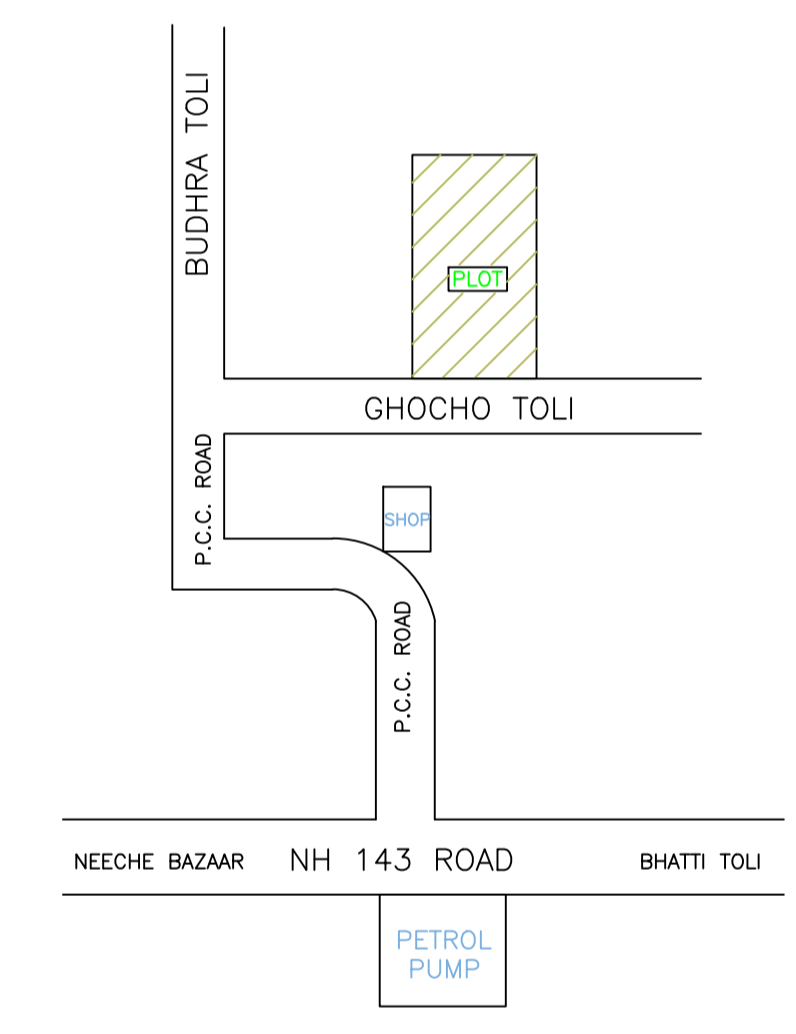 BUDHRA TOLI
PLOT
GHOCHO TOLI
P.C.C. ROAD
SHOP
P.C.C. ROAD
NEECHE BAZAAR
NH 143 ROAD
BHATTI TOLI
PETROL
PUMP